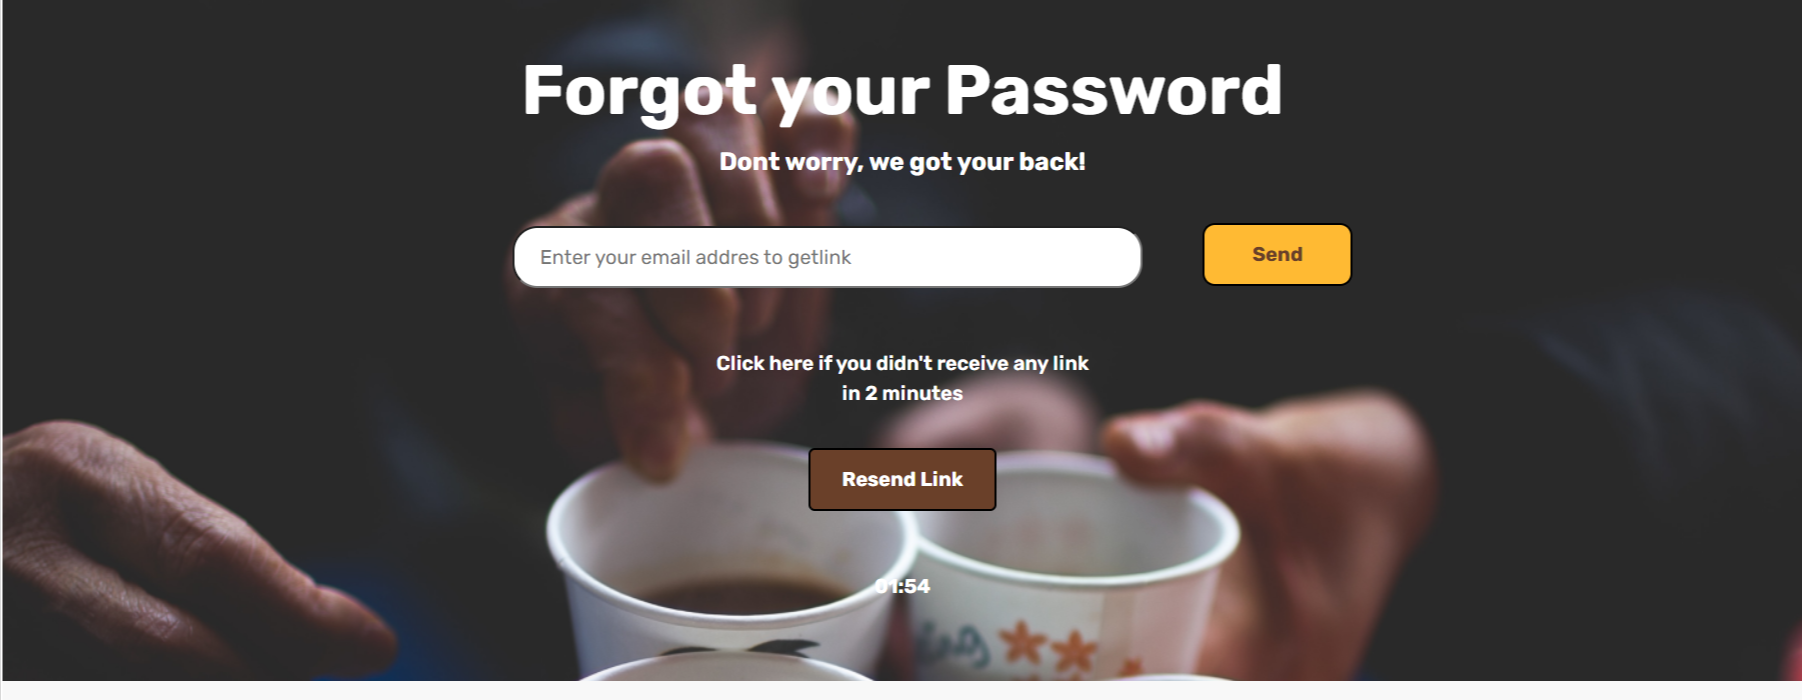 Forgot your Password
Dont worry, we got your back!
Enter your email addres to getlink
Send
Click here if you didn't receive any link
in 2 minutes
Resend Link
01:54